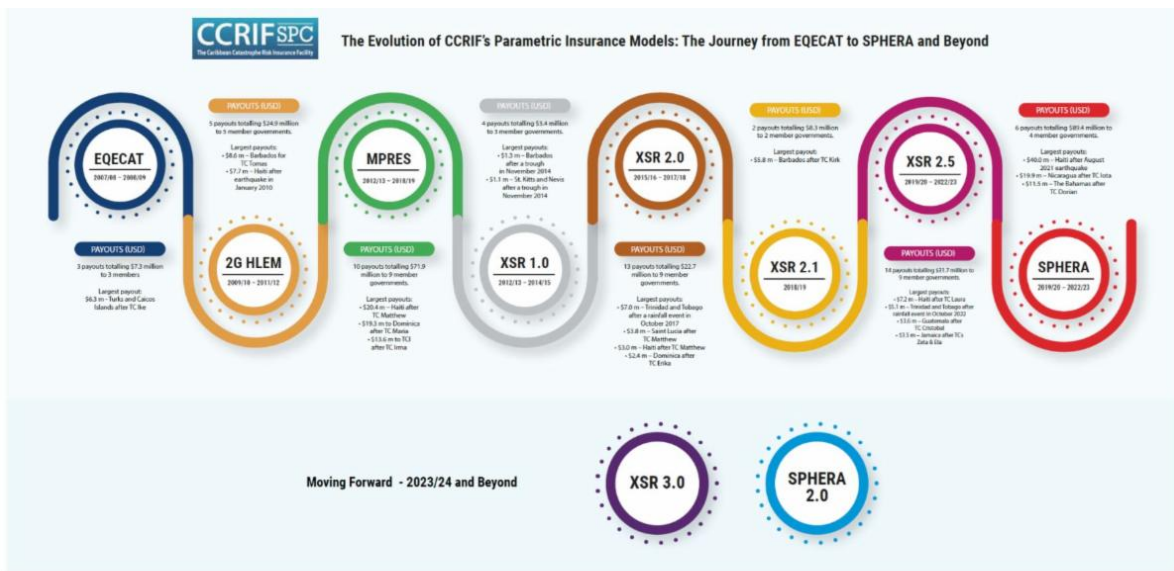 CCRIF SPC
The Caribbean Catastrophe Risk Insurance Facility
The Evolution of CCRIF's Parametric Insurance Models: The Journey from EQECAT to SPHERA and Beyond
EQECAT
2007/08 – 2008/09
PAYOUTS (USD)
3 payouts totalling $7.3 million
to 3 members
Largest payout:
$6.3 m – Turks and Caicos
Islands after TC Ike
PAYOUTS (USD)
5 payouts totalling $24.9 million
to 5 member governments.
Largest payouts:
• $8.6 m – Barbados for
TC Tomas
• $7.7 m – Haiti after
earthquake in
January 2010
2G HLEM
2009/10 – 2011/12
MPRES
2012/13 – 2018/19
PAYOUTS (USD)
10 payouts totalling $71.9
million to 9 member
governments.
Largest payouts:
• $20.4 m – Haiti after
TC Matthew
• $19.3 m to Dominica
after TC Maria
• $13.6 m to TCI
after TC Irma
PAYOUTS (USD)
4 payouts totalling $3.4 million
to 3 member governments.
Largest payouts:
• $1.3 m – Barbados
after a trough
in November 2014
• $1.1 m – St. Kitts and Nevis
after a trough in
November 2014
XSR 1.0
2012/13 – 2014/15
XSR 2.0
2015/16 – 2017/18
PAYOUTS (USD)
13 payouts totalling $22.7
million to 9 member
governments.
Largest payouts:
• $7.0 m – Trinidad and Tobago
after a rainfall event in
October 2017
• $3.8 m – Saint Lucia after
TC Matthew
• $3.0 m – Haiti after TC Matthew
• $2.4 m – Dominica after
TC Erika
PAYOUTS (USD)
2 payouts totalling $8.3 million
to 2 member governments.
Largest payout:
• $5.8 m – Barbados after TC Kirk
XSR 2.1
2018/19
XSR 2.5
2019/20 – 2022/23
PAYOUTS (USD)
14 payouts totalling $31.7 million to
9 member governments.
Largest payouts:
• $7.2 m – Haiti after TC Laura
• $5.1 m – Trinidad and Tobago after
rainfall event in October 2022
– Guatemala after
TC Cristobal
• $3.5 m – Jamaica after TC's
Zeta & Eta
PAYOUTS (USD)
6 payouts totalling $89.4 million to
4 member governments.
Largest payouts:
• $40.0 m – Haiti after August
2021 earthquake
• $19.9 m – Nicaragua after TC Iota
• $11.5 m – The Bahamas after
TC Dorian
SPHERA
2019/20 – 2022/23
Moving Forward - 2023/24 and Beyond
XSR 3.0
SPHERA
2.0